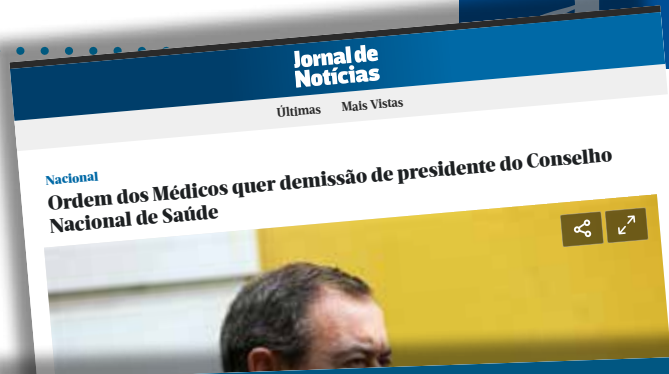 Jornal de
Notícias
Últimas Mais Vistas
Nacional
Ordem dos Médicos quer demissão de presidente do Conselho
Nacional de Saúde